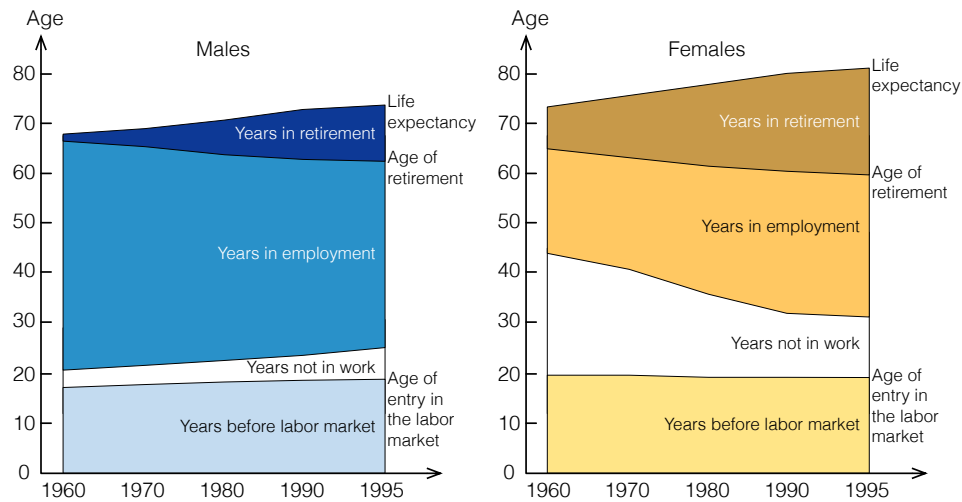 Age
Males
80
70
60
50
40
30
20
10
0
Years in retirement
Years in employment
Years not in work
Years before labor market
Life
expectancy
Age of
retirement
Age of
entry in
the labor
market
1960
1970
1980
1990
1995
Age
Females
80
70
60
50
40
30
20
10
0
Years in retirement
Years in employment
Years not in work
Years before labor market
Life
expectancy
Age of
retirement
Age of
entry in
the labor
market
1960
1970
1980
1990
1995